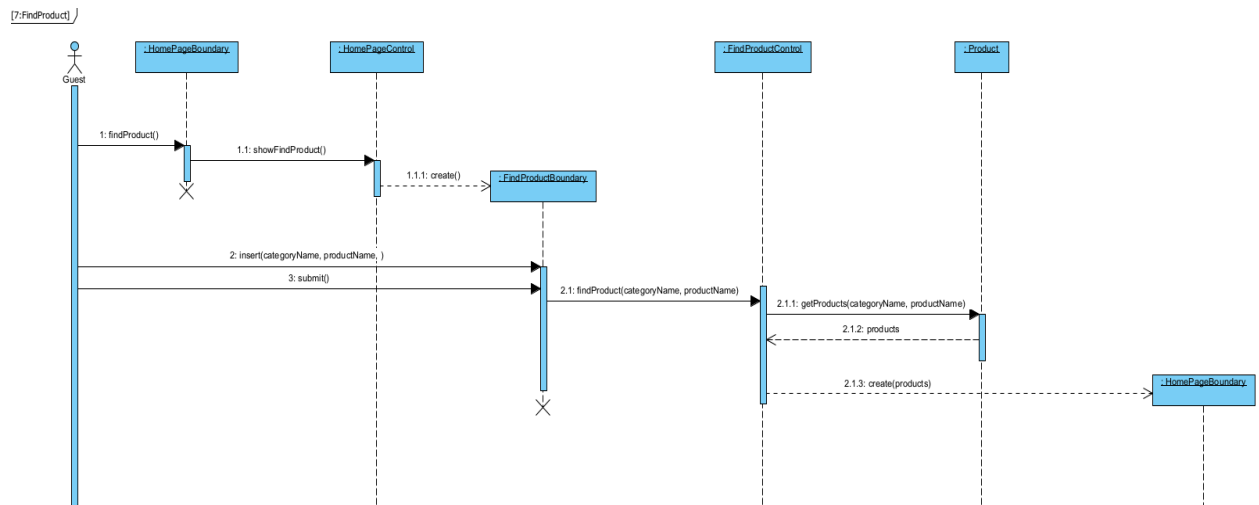 [7:FindProduct]
: HomePageBoundary
: HomePageControl
: FindProductControl
: Product
Guest
1: findProduct()
1.1: showFindProduct()
1.1.1: create()
: FindProductBoundary
2: insert(categoryName, productName, )
3: submit()
2.1: findProduct(categoryName, productName)
2.1.1: getProducts(categoryName, productName)
2.1.2: products
2.1.3: create(products)
: HomePageBoundary